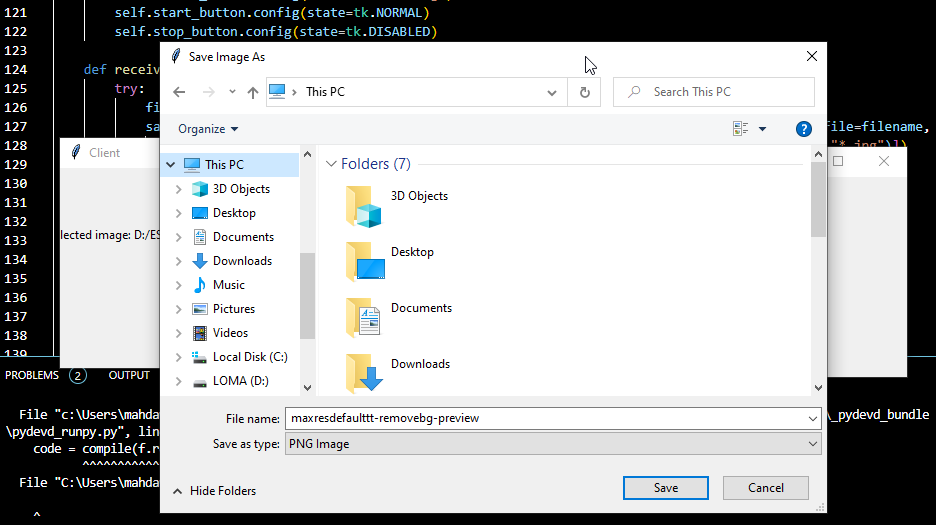 121 self.start_button.config(state=tk.NORMAL)
122 self.stop_button.config(state=tk.DISABLED)
123
124 def receiv
125 try:
126 fi
127 sa
file=filename,
128
"*.jpg")])
129
130
131
132
133
134
135
136
137
138
139
Save Image As
This PC
Search This PC
Organize
This PC
3D Objects
Desktop
Documents
Downloads
Music
Pictures
Videos
Local Disk (C:)
LOMA (D:)
Folders (7)
3D Objects
Desktop
Documents
Downloads
File name: maxresdefaulttt-removebg-preview
Save as type: PNG Image
Hide Folders
Save
Cancel
Client
lected image: D:/ES
PROBLEMS 2 OUTPUT
File "c:\Users\mahda
\_pydevd_bundle
\pydevd_runpy.py", lin
code = compile(f.r
^^^^^^^^^^^^
File "C:\Users\mahda
^